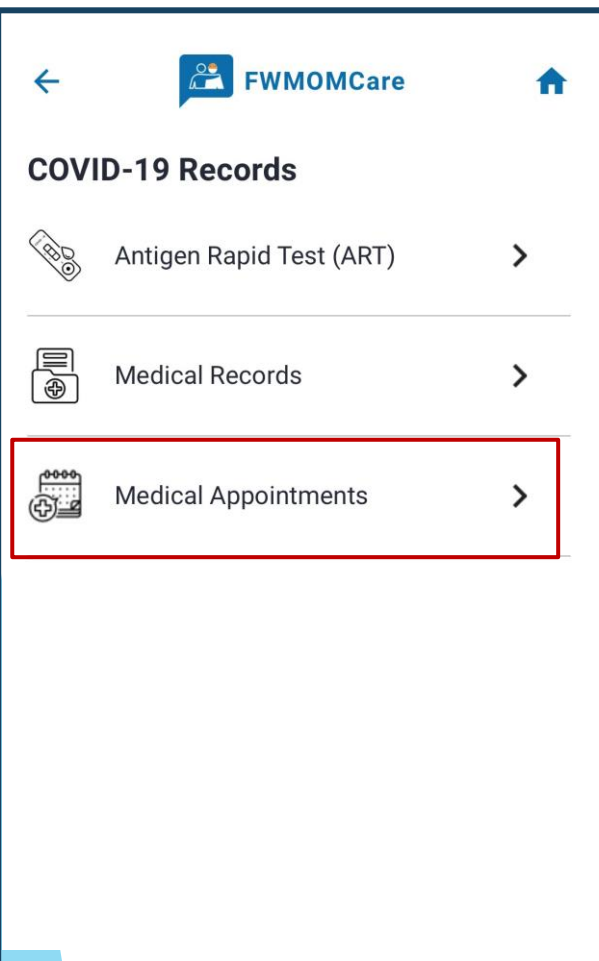 FWMOMCare
COVID-19 Records
Antigen Rapid Test (ART)
Medical Records
Medical Appointments